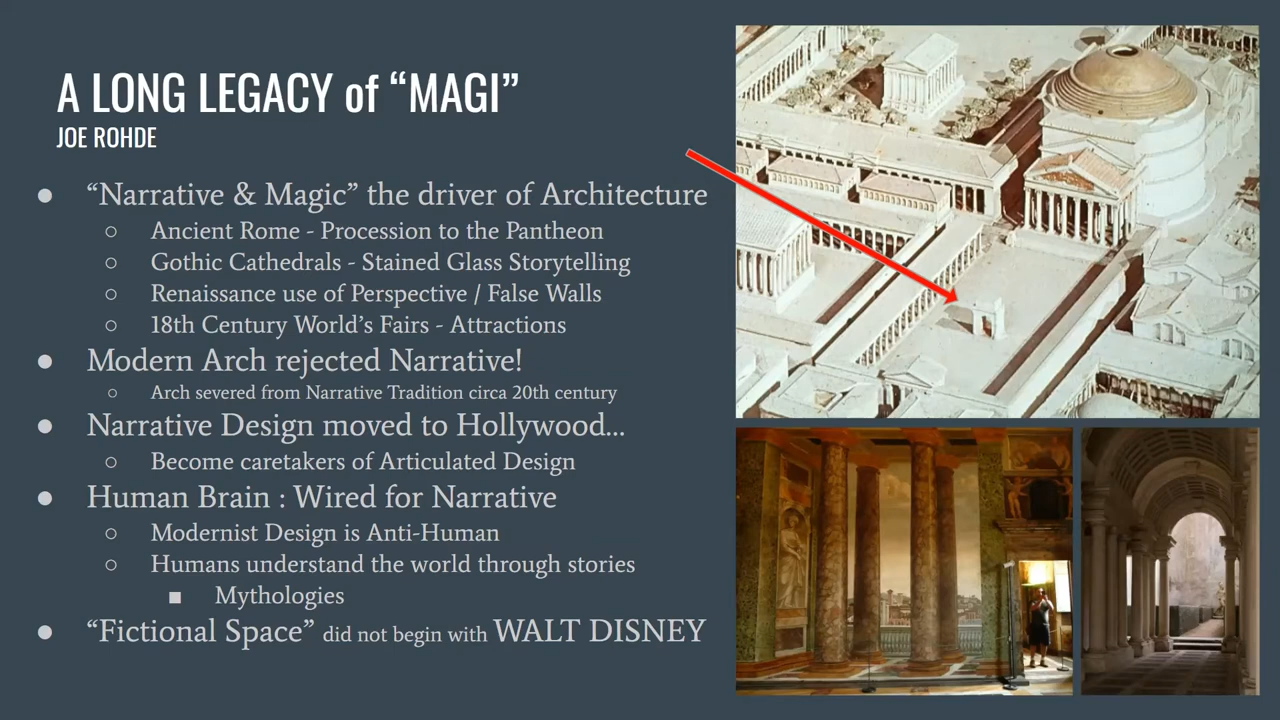 A LONG LEGACY of “MAGI”
JOE ROHDE
● “Narrative & Magic” the driver of Architecture
○ Ancient Rome - Procession to the Pantheon
○ Gothic Cathedrals - Stained Glass Storytelling
○ Renaissance use of Perspective / False Walls
○ 18th Century World’s Fairs - Attractions
● Modern Arch rejected Narrative!
○ Arch severed from Narrative Tradition circa 20th century
● Narrative Design moved to Hollywood...
○ Become caretakers of Articulated Design
● Human Brain : Wired for Narrative
○ Modernist Design is Anti-Human
○ Humans understand the world through stories
■ Mythologies
● “Fictional Space” did not begin with WALT DISNEY